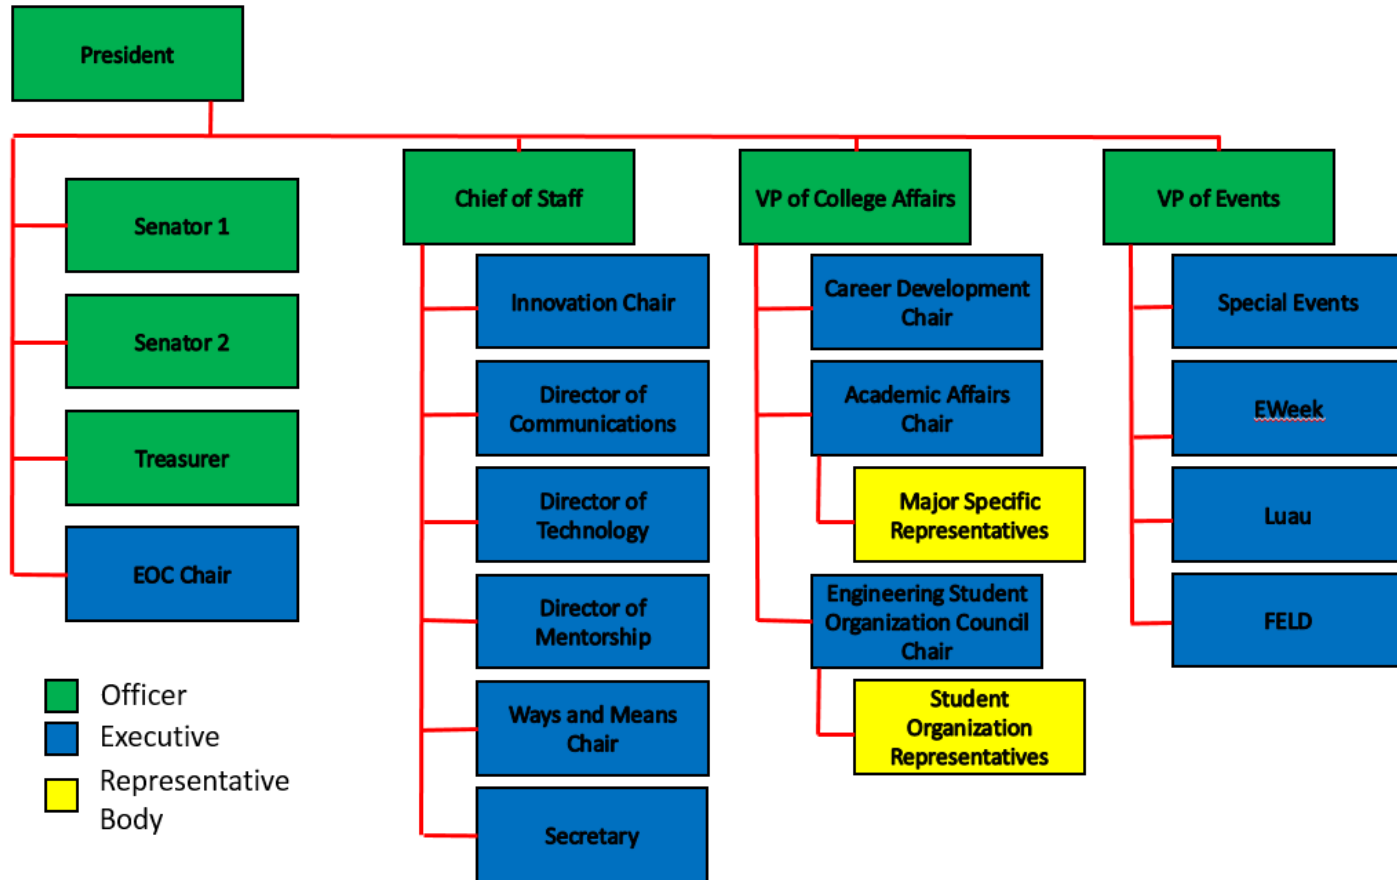 President
Senator 1
Senator 2
Treasurer
EOC Chair
Chief of Staff
Innovation Chair
Director of
Communications
Director of
Technology
Director of
Mentorship
Ways and Means
Chair
Secretary
VP of College Affairs
Career Development
Chair
Academic Affairs
Chair
Major Specific
Representatives
Engineering Student
Organization Council
Chair
Student
Organization
Representatives
VP of Events
Special Events
EWeek
Luau
FELD
Officer
Executive
Representative
Body